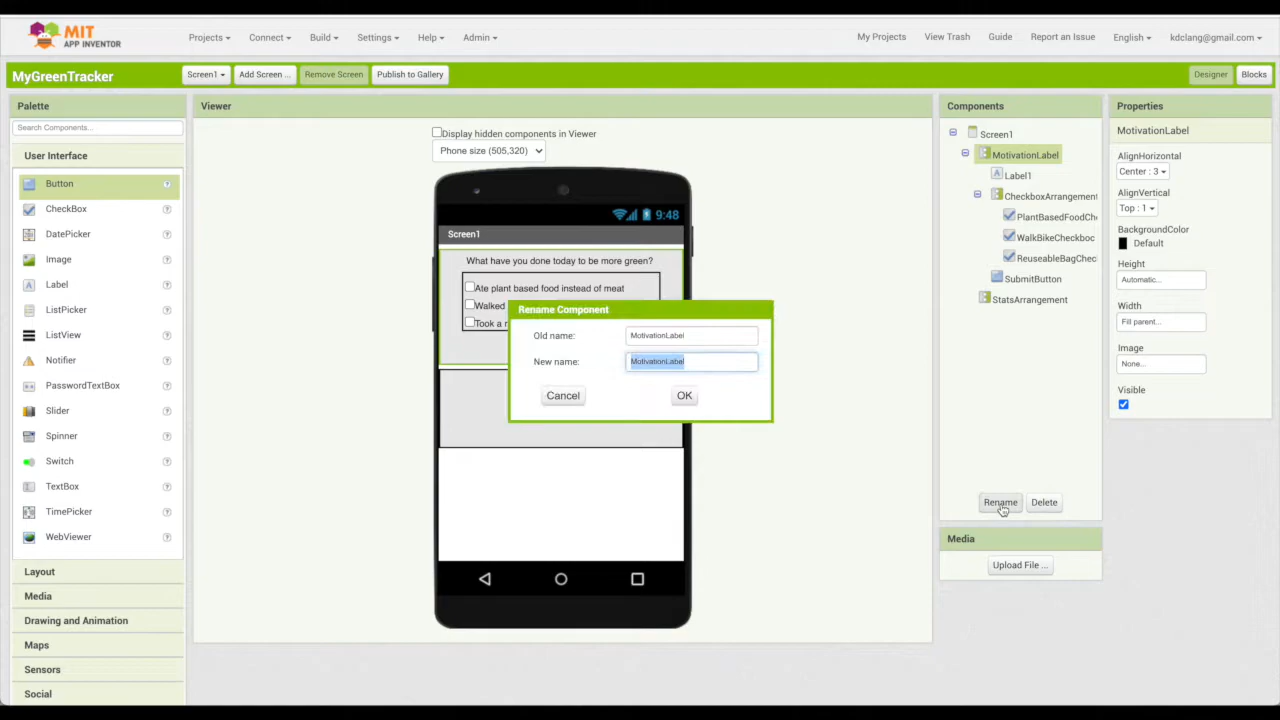 MIT
APP INVENTOR
Projects
Connect
Build
Settings
Help
Admin
My Projects
View Trash
Guide
Report an Issue
English
kdclang@gmail.com
MyGreenTracker
Screen1
Add Screen ...
Remove Screen
Publish to Gallery
Designer
Blocks
Palette
Search Components...
User Interface
Button
?
CheckBox
?
DatePicker
?
Image
?
Label
?
ListPicker
?
ListView
?
Notifier
?
PasswordTextBox
?
Slider
?
Spinner
?
Switch
?
TextBox
?
TimePicker
?
WebViewer
?
Layout
Media
Drawing and Animation
Maps
Sensors
Social
Viewer
Display hidden components in Viewer
Phone size (505,320)
9:48
Screen1
What have you done today to be more green?
Ate plant based food instead of meat
Walked
Took a r
Rename Component
Old name:
MotivationLabel
New name:
MotivationLabel
Cancel
OK
Components
Screen1
MotivationLabel
A Label1
CheckboxArrangement
PlantBasedFoodCh
WalkBikeCheckboc
ReuseableBagChec
SubmitButton
StatsArrangement
Rename
Delete
Media
Upload File ...
Properties
MotivationLabel
AlignHorizontal
Center : 3
AlignVertical
Top : 1
BackgroundColor
Default
Height
Automatic...
Width
Fill parent...
Image
None...
Visible